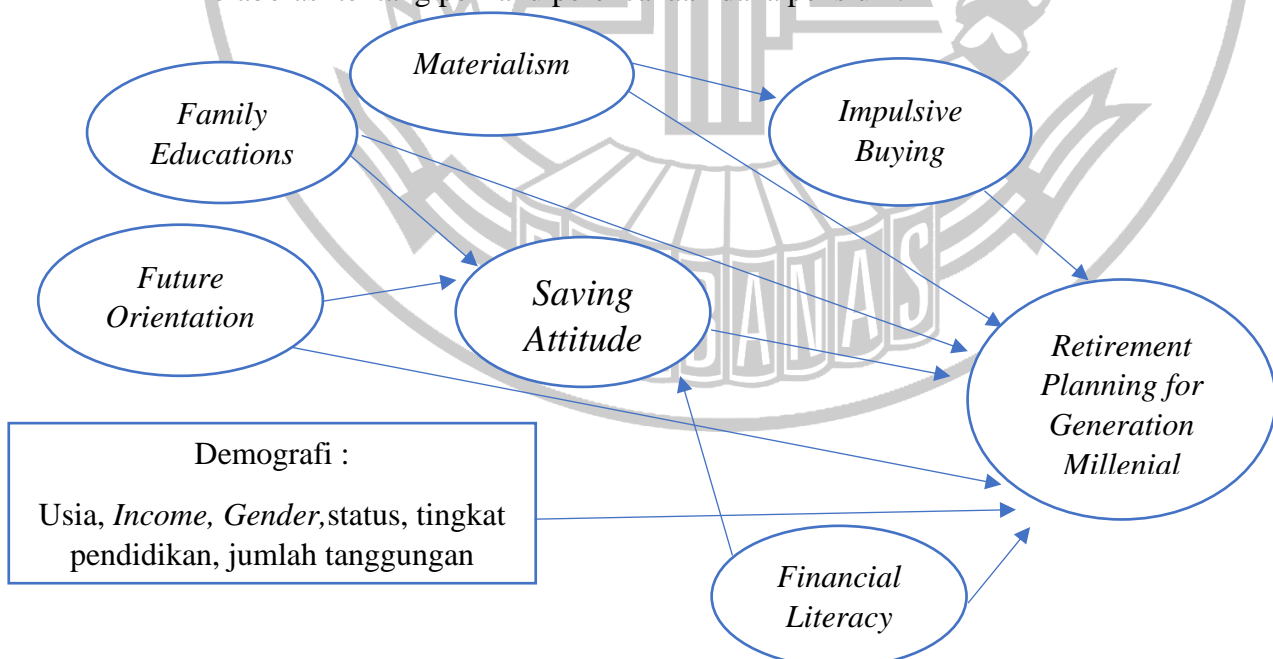 Materialism
Family
Educations
Impulsive
Buying
Future
Orientation
Saving
Attitude
Retirement
Planning for
Generation
Millenial
Demografi :
Usia, Income, Gender,status, tingkat
pendidikan, jumlah tanggungan
Financial
Literacy